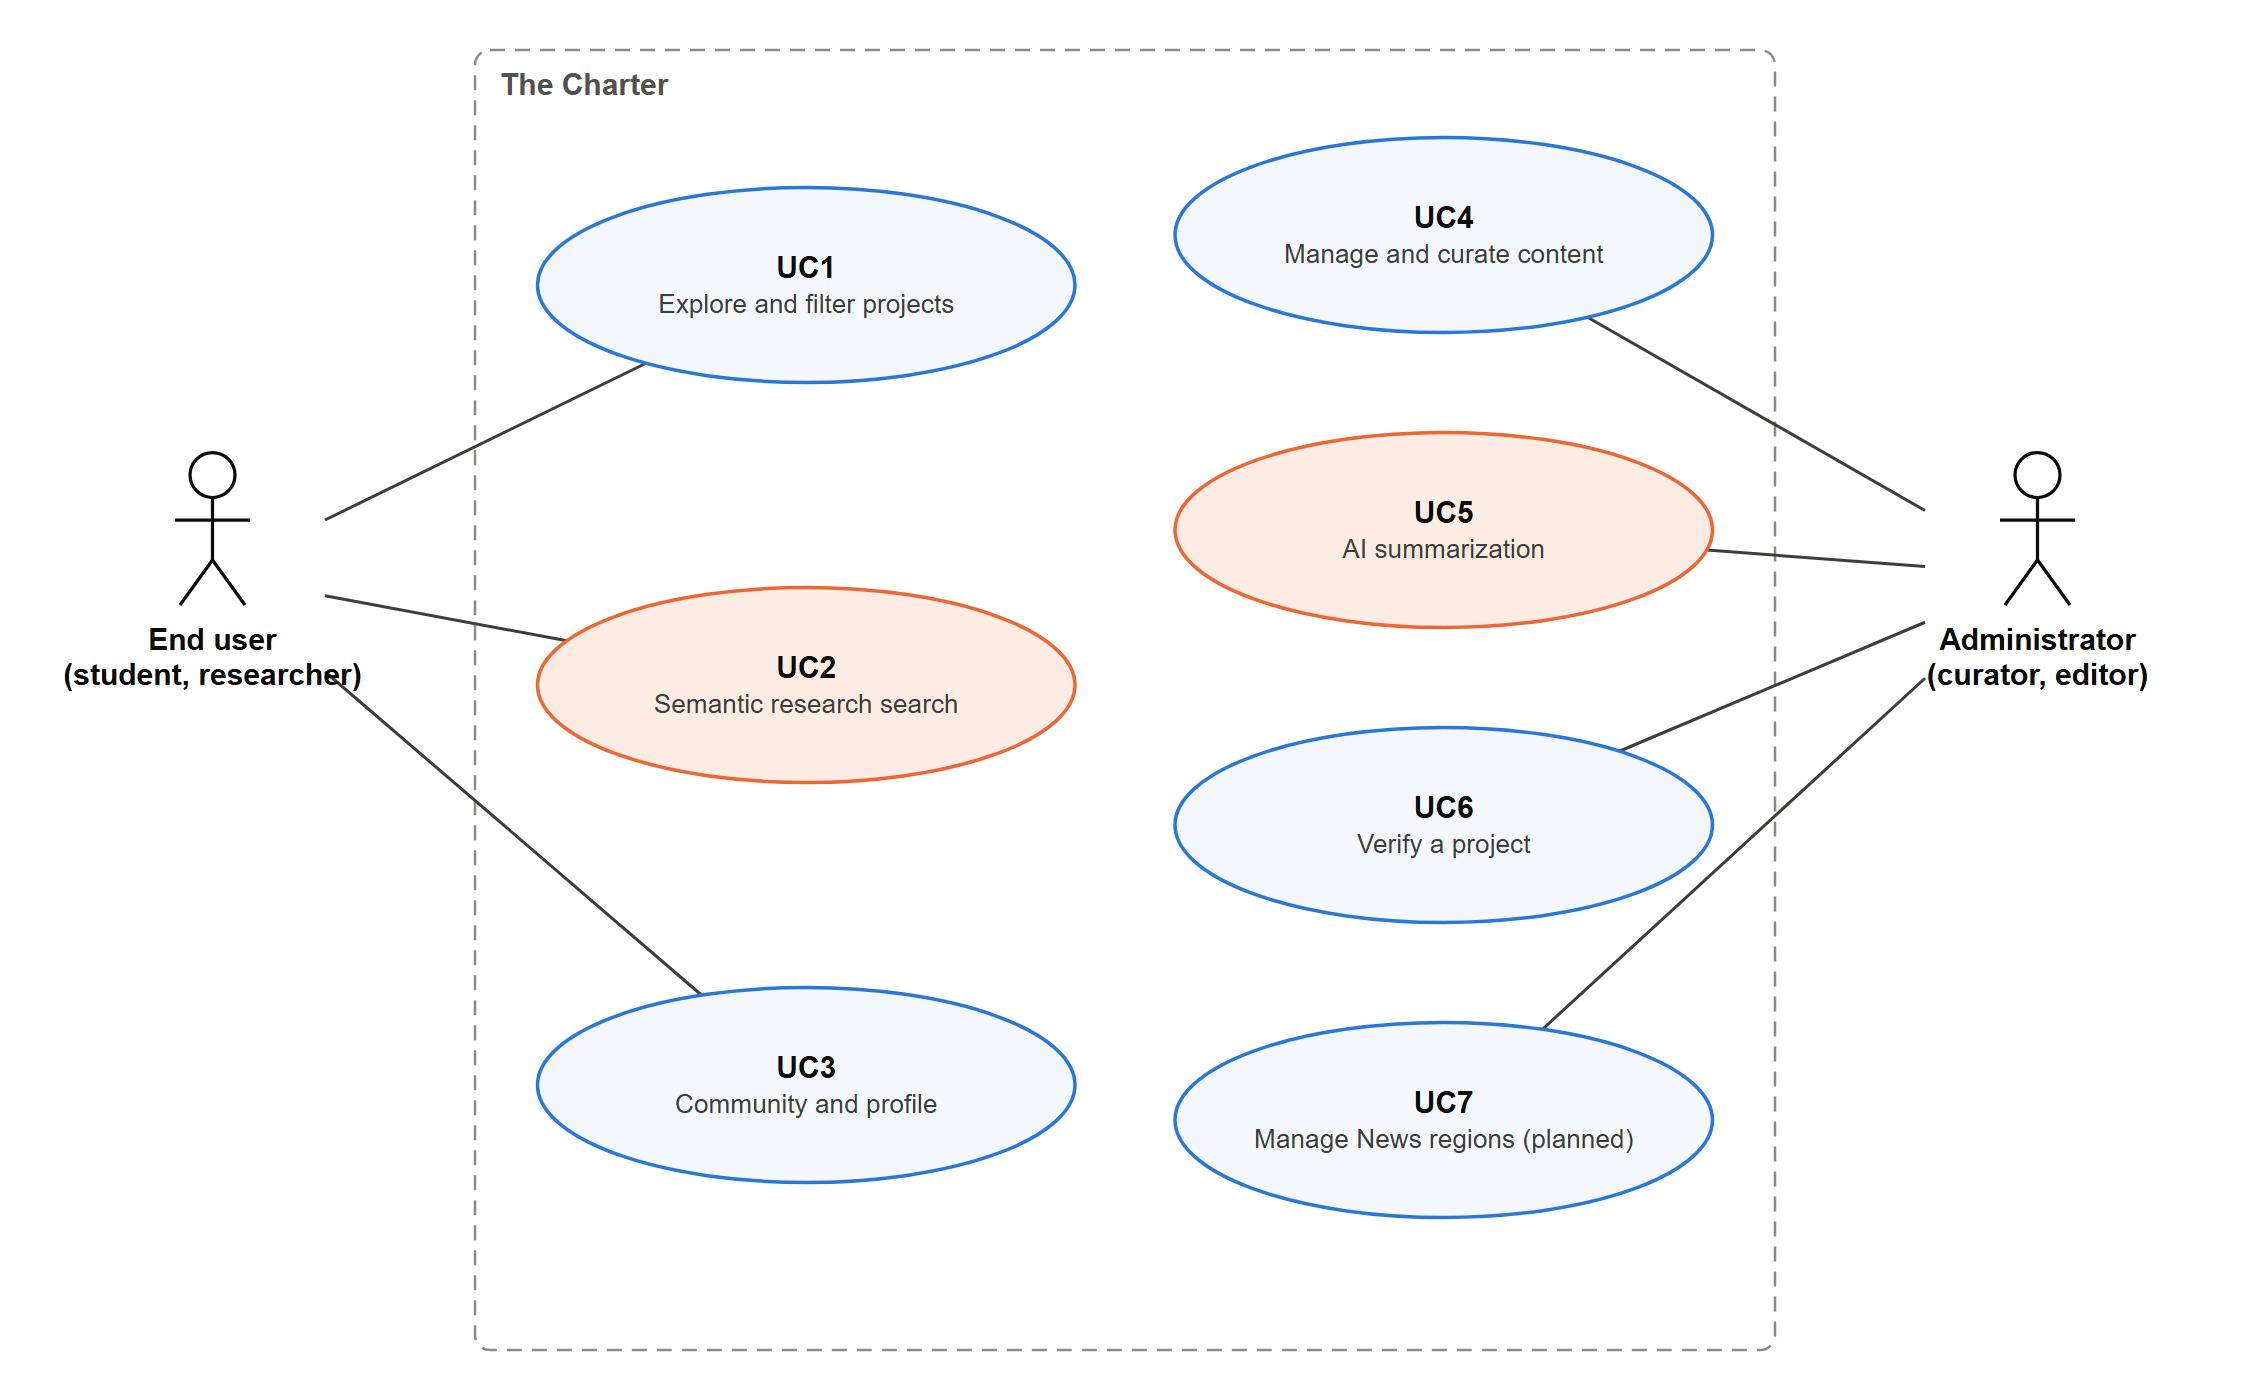 The Charter
UC1
Explore and filter projects
UC2
Semantic research search
UC3
Community and profile
UC4
Manage and curate content
UC5
AI summarization
UC6
Verify a project
UC7
Manage News regions (planned)
End user
(student, researcher)
Administrator
(curator, editor)